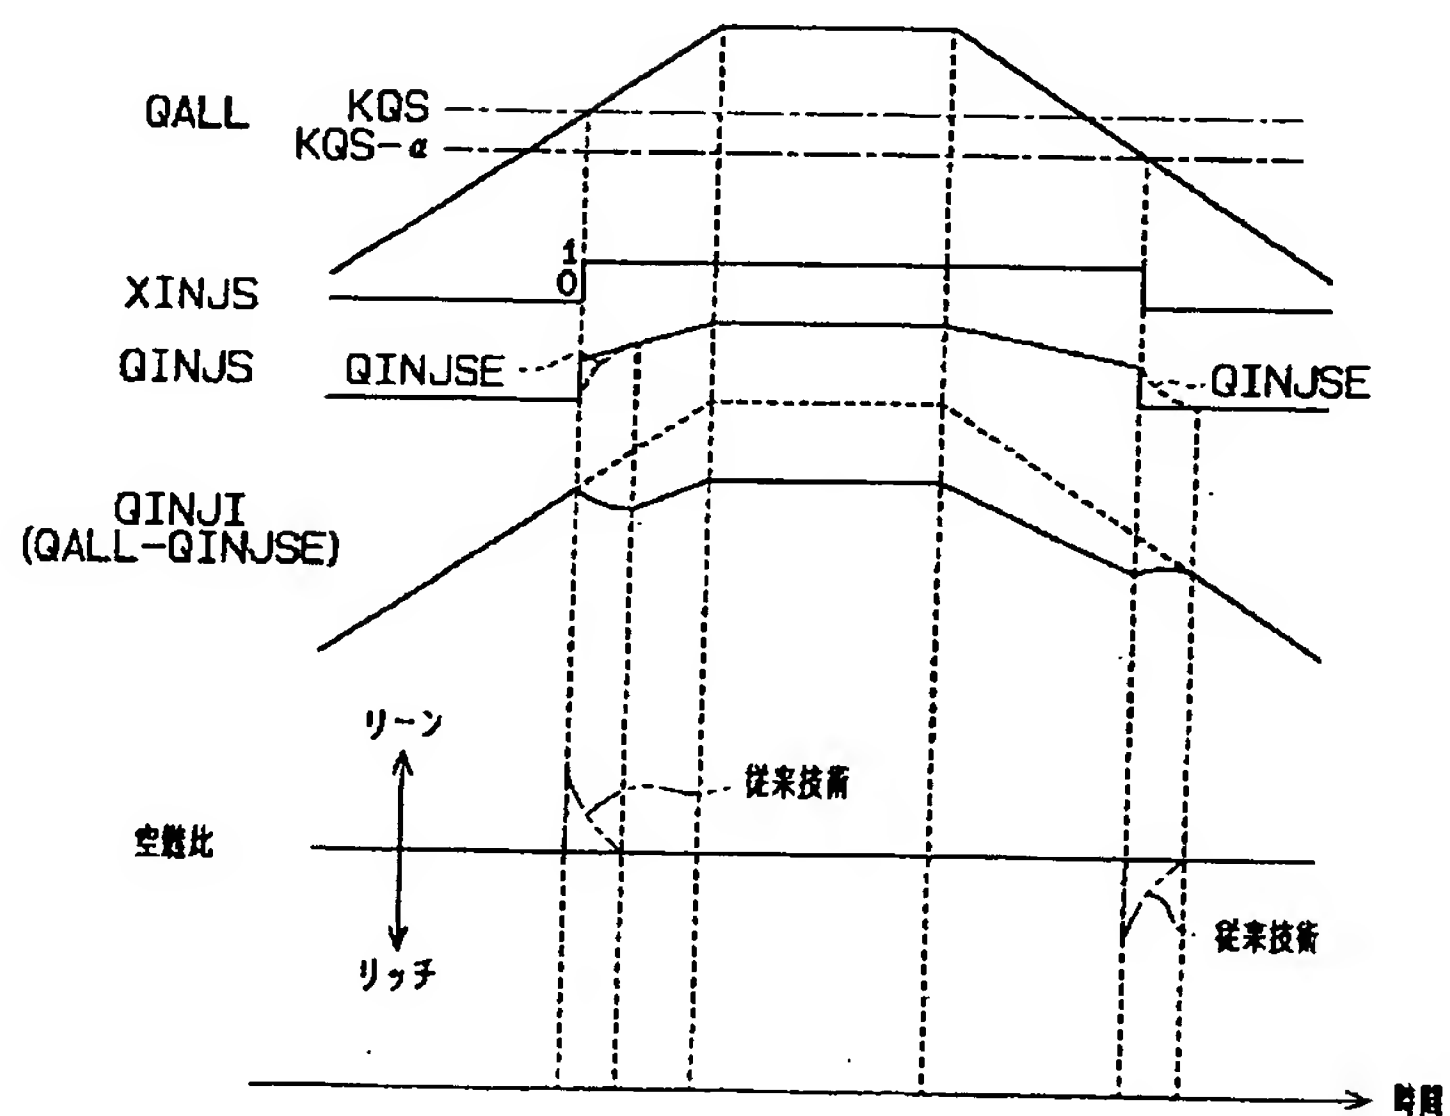 QALL
KQS
KQS-α
1
0
XINJS
QINJS
QINJSE
QINJSE
QINJI
(QALL-QINJSE)
リーン
従来技術
空燃比
従来技術
リッチ
時間